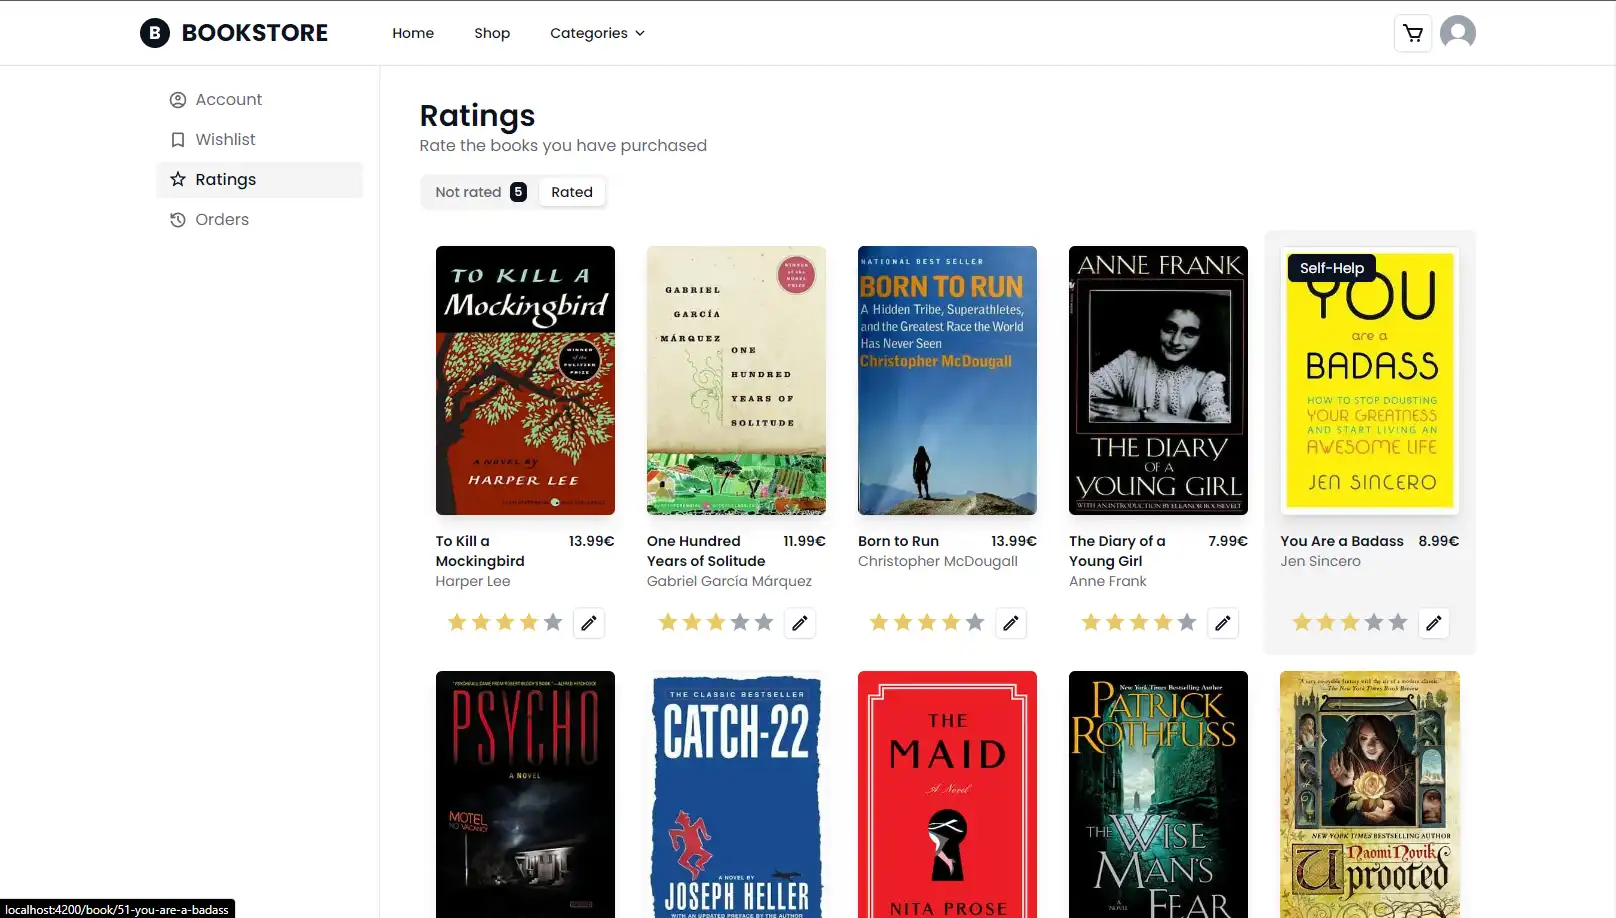 B BOOKSTORE
Home
Shop
Categories
Account
Wishlist
Ratings
Orders
Ratings
Rate the books you have purchased
Not rated 5
Rated
TO KILL A
Mockingbird
WINNER
of the
PULITZER
PRIZE
A NOVEL BY
HARPER LEE
To Kill a 13.99€
Mockingbird
Harper Lee
WINNER
of the
NOBEL
PRIZE
GABRIEL
GARCÍA
MÁRQUEZ
ONE
HUNDRED
YEARS OF
SOLITUDE
One Hundred 11.99€
Years of Solitude
Gabriel García Márquez
NATIONAL BEST SELLER
BORN TO RUN
A Hidden Tribe, Superathletes,
and the Greatest Race the World
Has Never Seen
Christopher McDougall
Born to Run 13.99€
Christopher McDougall
ANNE FRANK
THE DIARY
OF A
YOUNG GIRL
WITH AN INTRODUCTION BY ELEANOR ROOSEVELT
The Diary of a 7.99€
Young Girl
Anne Frank
Self-Help
YOU
are a
BADASS
HOW TO STOP DOUBTING
YOUR GREATNESS
AND START LIVING AN
AWESOME LIFE
JEN SINCERO
You Are a Badass 8.99€
Jen Sincero
PSYCHO
A NOVEL
MOTEL
NO VACANCY
THE CLASSIC BESTSELLER
CATCH-22
A NOVEL BY
JOSEPH HELLER
WITH AN UPDATED PREFACE BY THE AUTHOR
THE
MAID
A Novel
NITA PROSE
New York Times Bestselling Author
PATRICK
ROTHFUSS
THE WISE
MAN'S
FEAR
A NOVEL
NEW YORK TIMES BESTSELLING AUTHOR
Naomi Novik
Uprooted
localhost:4200/book/51-you-are-a-badass